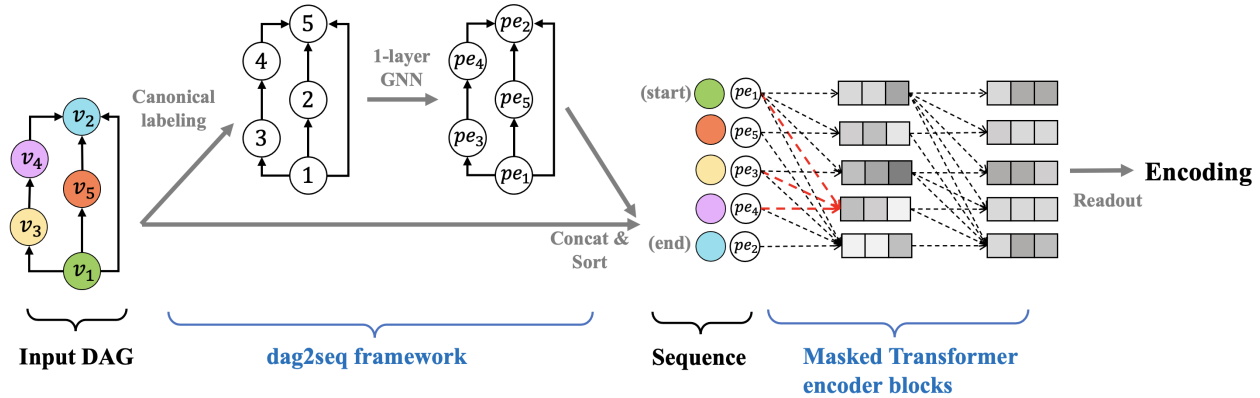 v2
v4
v5
v3
v1
Input DAG
Canonical
labeling
5
4
2
3
1
1-layer
GNN
pe2
pe4
pe5
pe3
pe1
dag2seq framework
Concat &
Sort
(start) pe1
pe5
pe3
pe4
(end) pe2
Sequence
Masked Transformer
encoder blocks
Readout
Encoding